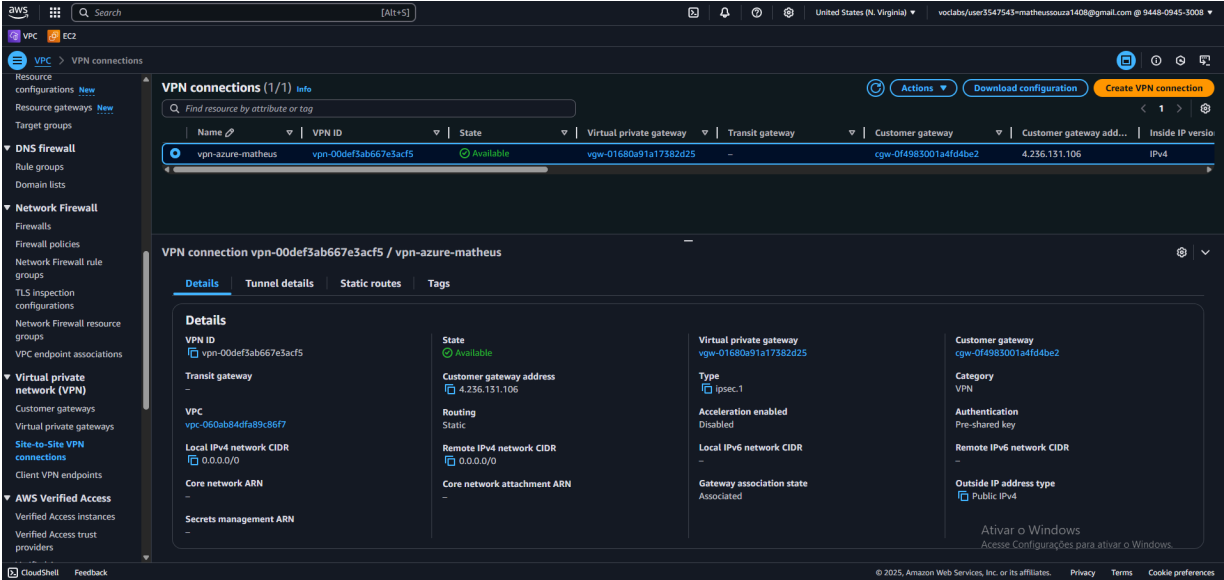 aws
Search
[Alt+S]
United States (N. Virginia) ▼
voclabs/user3547543=matheussouza1408@gmail.com @ 9448-0945-3008 ▼
VPC
EC2
VPC > VPN connections
Resource
configurations New
Resource gateways New
Target groups
DNS firewall
Rule groups
Domain lists
Network Firewall
Firewalls
Firewall policies
Network Firewall rule
groups
TLS inspection
configurations
Network Firewall resource
groups
VPC endpoint associations
Virtual private
network (VPN)
Customer gateways
Virtual private gateways
Site-to-Site VPN
connections
Client VPN endpoints
AWS Verified Access
Verified Access instances
Verified Access trust
providers
VPN connections (1/1) Info
Actions ▼
Download configuration
Create VPN connection
Find resource by attribute or tag
1
Name
VPN ID
State
Virtual private gateway
Transit gateway
Customer gateway
Customer gateway add...
Inside IP versio
vpn-azure-matheus
vpn-00def3ab667e3acf5
Available
vgw-01680a91a17382d25
–
cgw-0f4983001a4fd4be2
4.236.131.106
IPv4
VPN connection vpn-00def3ab667e3acf5 / vpn-azure-matheus
Details
Tunnel details
Static routes
Tags
Details
VPN ID
vpn-00def3ab667e3acf5
State
Available
Virtual private gateway
vgw-01680a91a17382d25
Customer gateway
cgw-0f4983001a4fd4be2
Transit gateway
–
Customer gateway address
4.236.131.106
Type
ipsec.1
Category
VPN
VPC
vpc-060ab84dfa89c86f7
Routing
Static
Acceleration enabled
Disabled
Authentication
Pre-shared key
Local IPv4 network CIDR
0.0.0.0/0
Remote IPv4 network CIDR
0.0.0.0/0
Local IPv6 network CIDR
–
Remote IPv6 network CIDR
–
Core network ARN
–
Core network attachment ARN
–
Gateway association state
Associated
Outside IP address type
Public IPv4
Secrets management ARN
–
Ativar o Windows
Acesse Configurações para ativar o Windows.
CloudShell
Feedback
© 2025, Amazon Web Services, Inc. or its affiliates.
Privacy
Terms
Cookie preferences